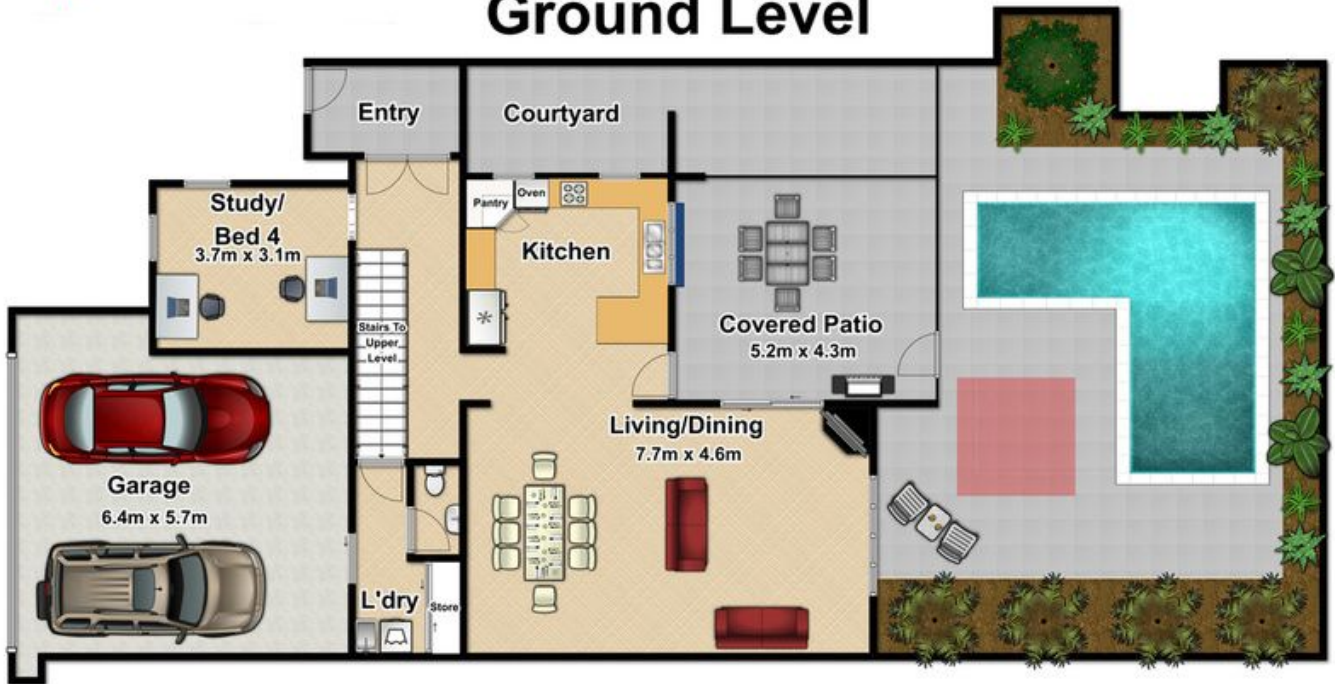 Ground Level
Entry
Courtyard
Study/
Bed 4
3.7m x 3.1m
Pantry
Oven
Kitchen
Stairs To
Upper
Level
Covered Patio
5.2m x 4.3m
Living/Dining
7.7m x 4.6m
Garage
6.4m x 5.7m
L'dry
Store